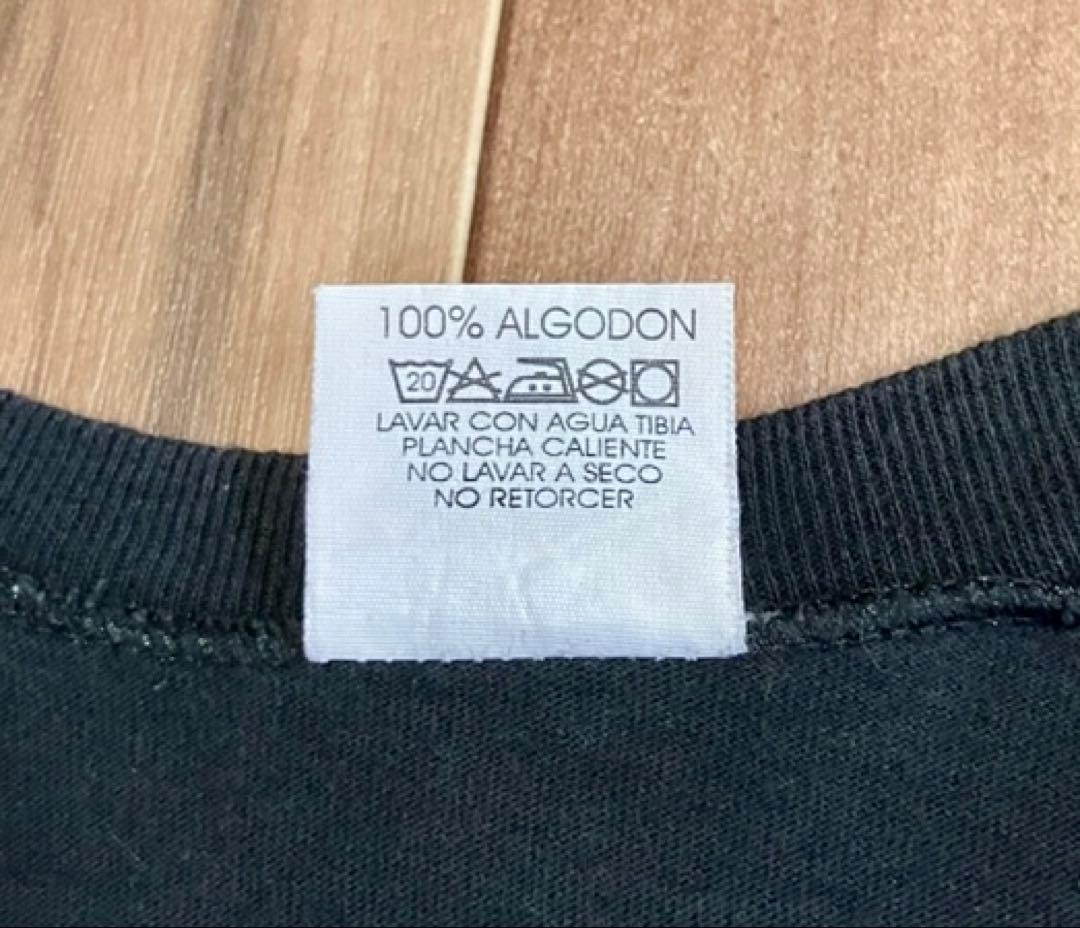 100% ALGODON
20
LAVAR CON AGUA TIBIA
PLANCHA CALIENTE
NO LAVAR A SECO
NO RETORCER